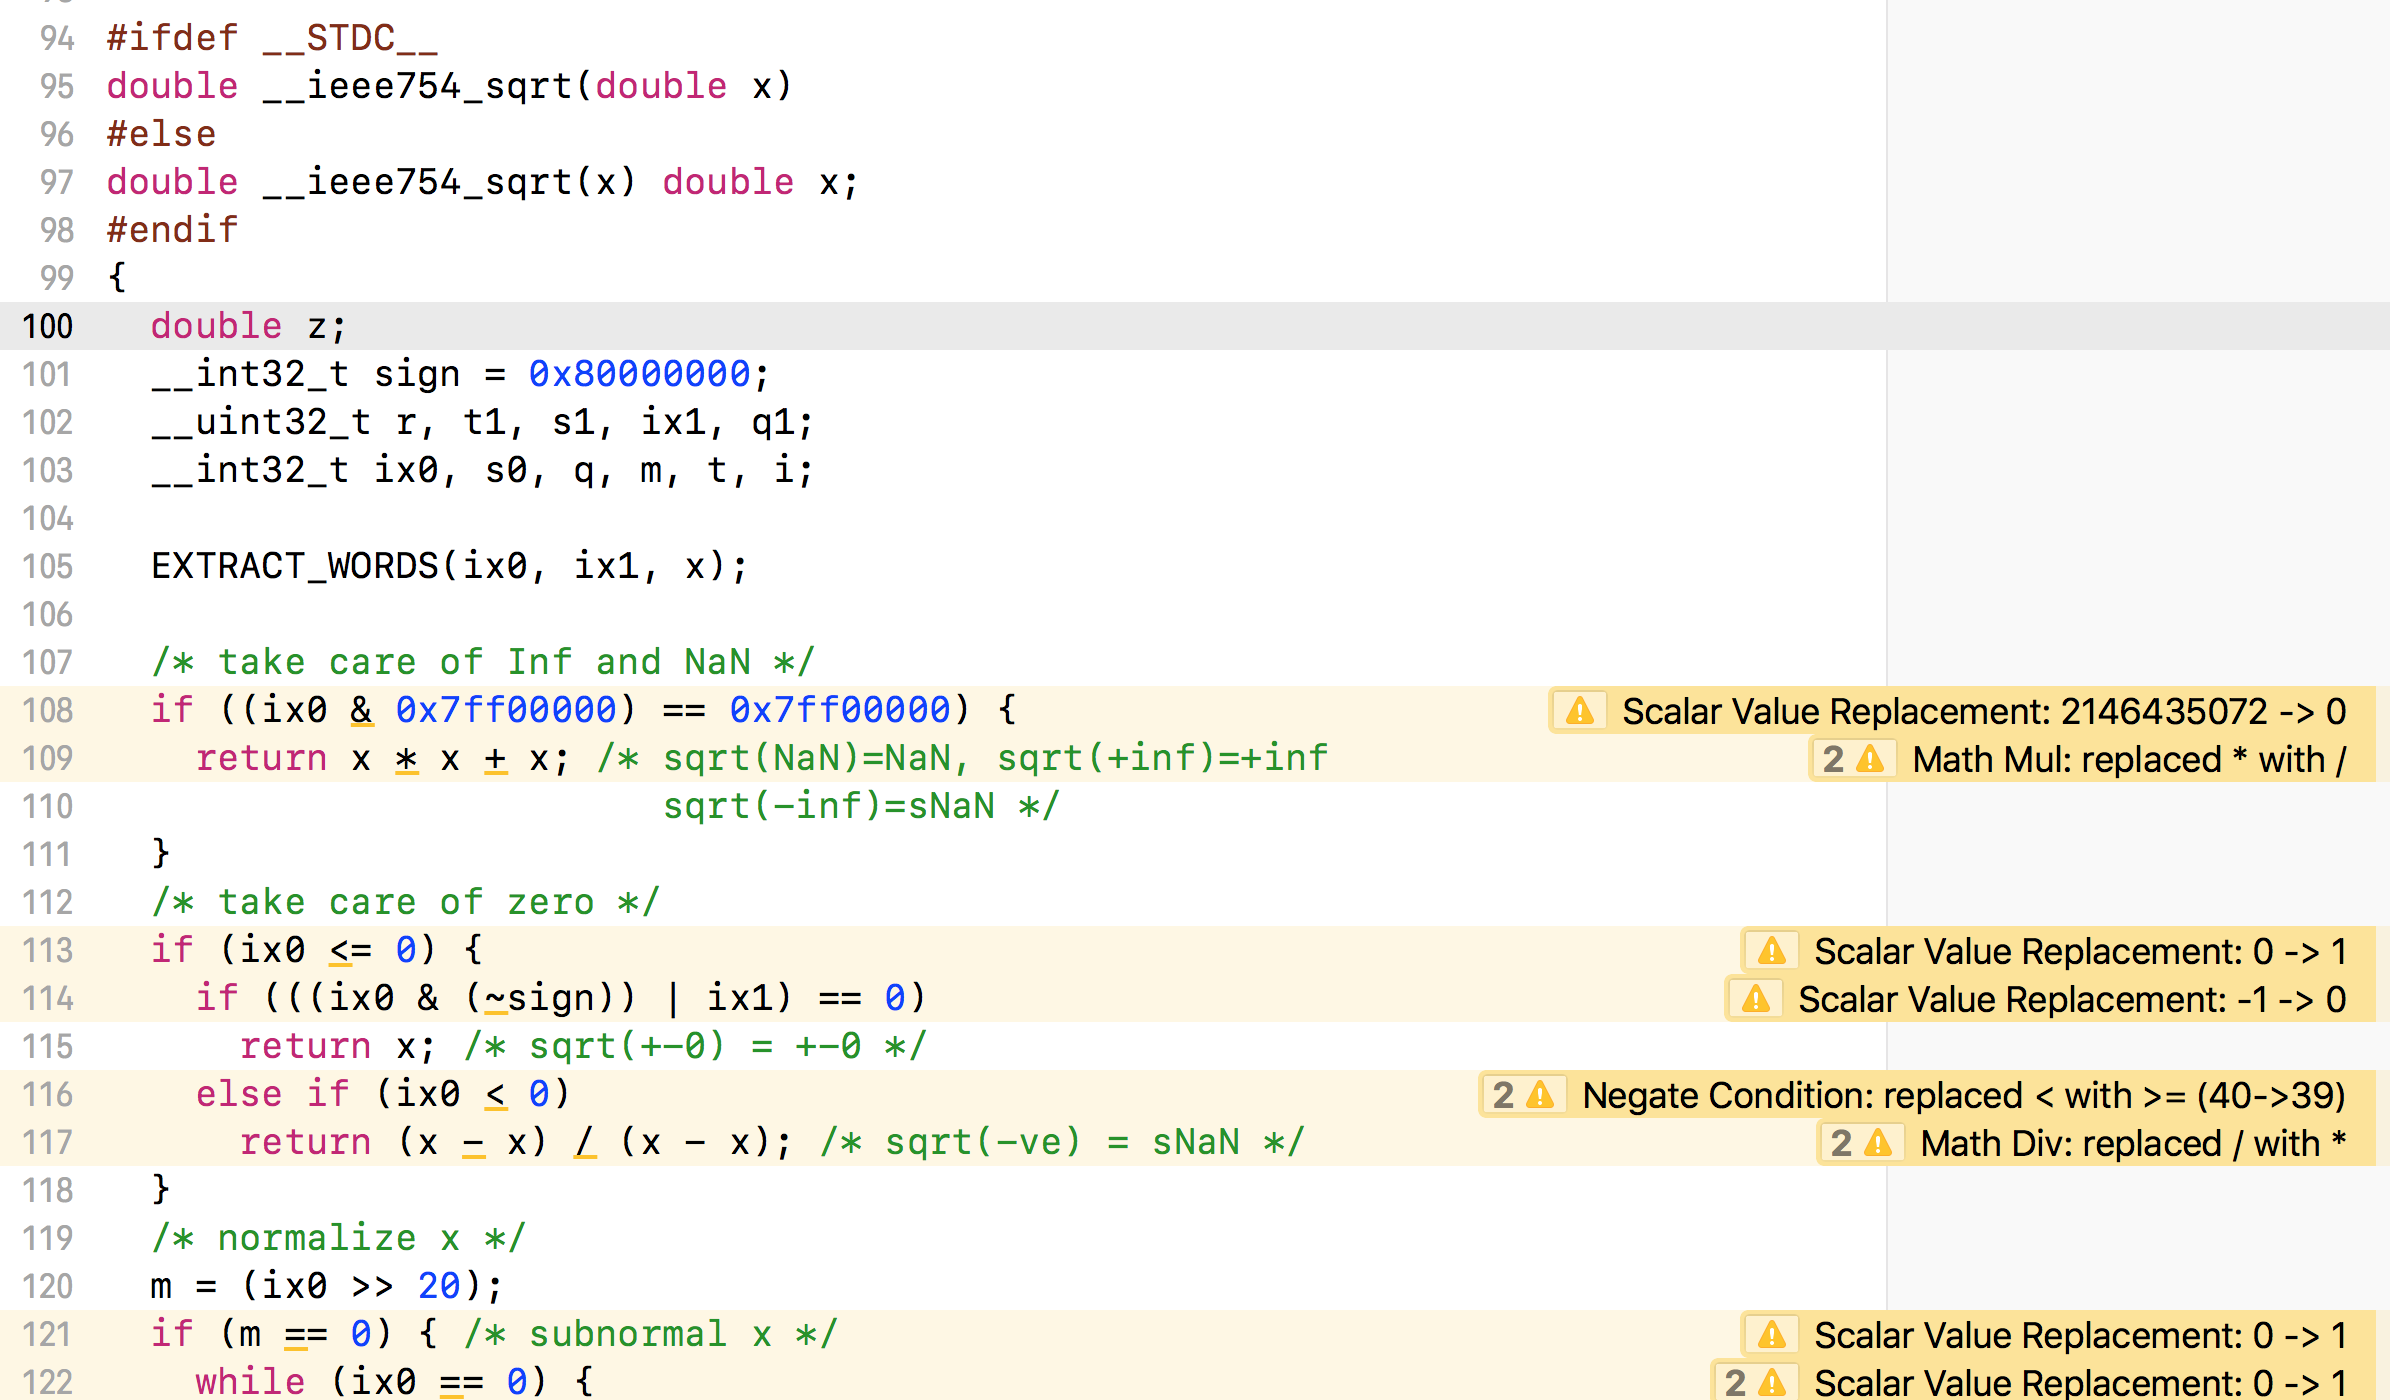 94 #ifdef __STDC__
95 double __ieee754_sqrt(double x)
96 #else
97 double __ieee754_sqrt(x) double x;
98 #endif
99 {
100 double z;
101 __int32_t sign = 0x80000000;
102 __uint32_t r, t1, s1, ix1, q1;
103 __int32_t ix0, s0, q, m, t, i;
104
105 EXTRACT_WORDS(ix0, ix1, x);
106
107 /* take care of Inf and NaN */
108 if ((ix0 & 0x7ff00000) == 0x7ff00000) { Scalar Value Replacement: 2146435072 -> 0
109 return x * x + x; /* sqrt(NaN)=NaN, sqrt(+inf)=+inf 2 Math Mul: replaced * with /
110 sqrt(-inf)=sNaN */
111 }
112 /* take care of zero */
113 if (ix0 <= 0) { Scalar Value Replacement: 0 -> 1
114 if (((ix0 & (~sign)) | ix1) == 0) Scalar Value Replacement: -1 -> 0
115 return x; /* sqrt(+-0) = +-0 */
116 else if (ix0 < 0) 2 Negate Condition: replaced < with >= (40->39)
117 return (x - x) / (x - x); /* sqrt(-ve) = sNaN */ 2 Math Div: replaced / with *
118 }
119 /* normalize x */
120 m = (ix0 >> 20);
121 if (m == 0) { /* subnormal x */ Scalar Value Replacement: 0 -> 1
122 while (ix0 == 0) { 2 Scalar Value Replacement: 0 -> 1